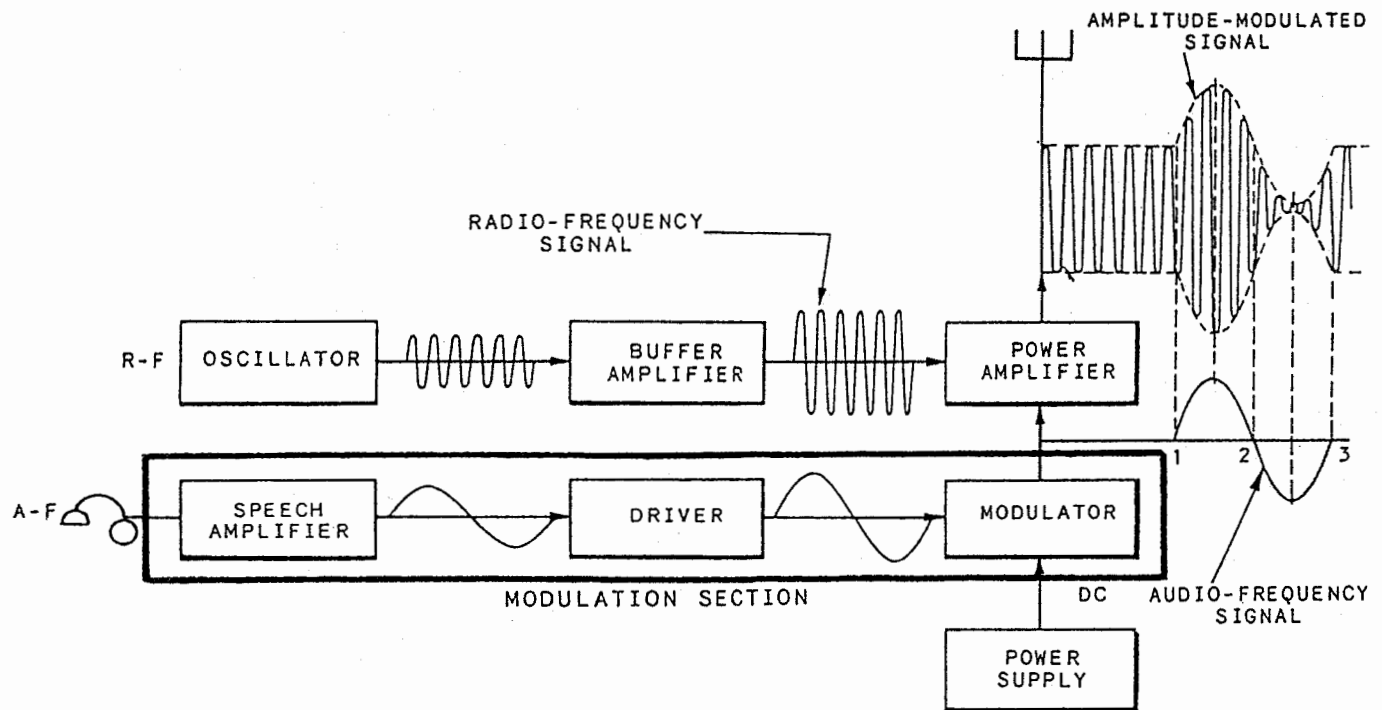 AMPLITUDE-MODULATED
SIGNAL
RADIO-FREQUENCY
SIGNAL
R-F
OSCILLATOR
BUFFER
AMPLIFIER
POWER
AMPLIFIER
1
2
3
A-F
SPEECH
AMPLIFIER
DRIVER
MODULATOR
MODULATION SECTION
DC
AUDIO-FREQUENCY
SIGNAL
POWER
SUPPLY